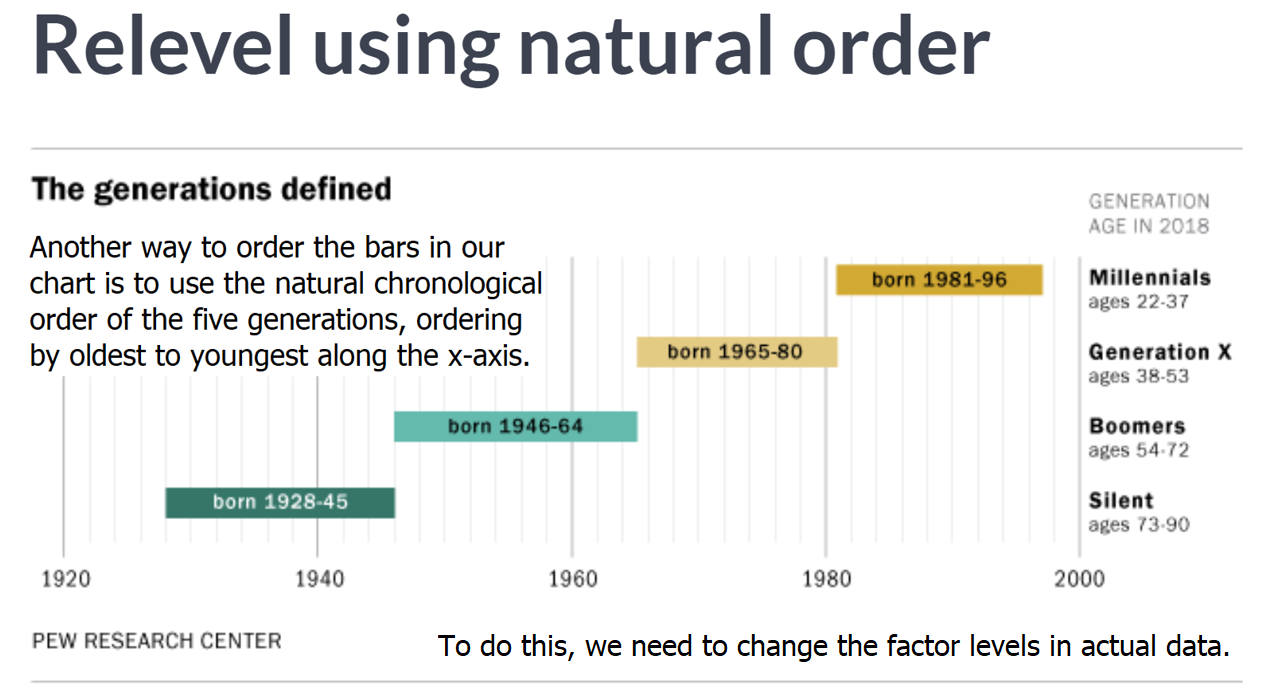 Relevel using natural order
The generations defined
GENERATION
AGE IN 2018
Another way to order the bars in our
chart is to use the natural chronological
order of the five generations, ordering
by oldest to youngest along the x-axis.
born 1981-96
Millennials
ages 22-37
born 1965-80
Generation X
ages 38-53
born 1946-64
Boomers
ages 54-72
born 1928-45
Silent
ages 73-90
1920 1940 1960 1980 2000
PEW RESEARCH CENTER
To do this, we need to change the factor levels in actual data.